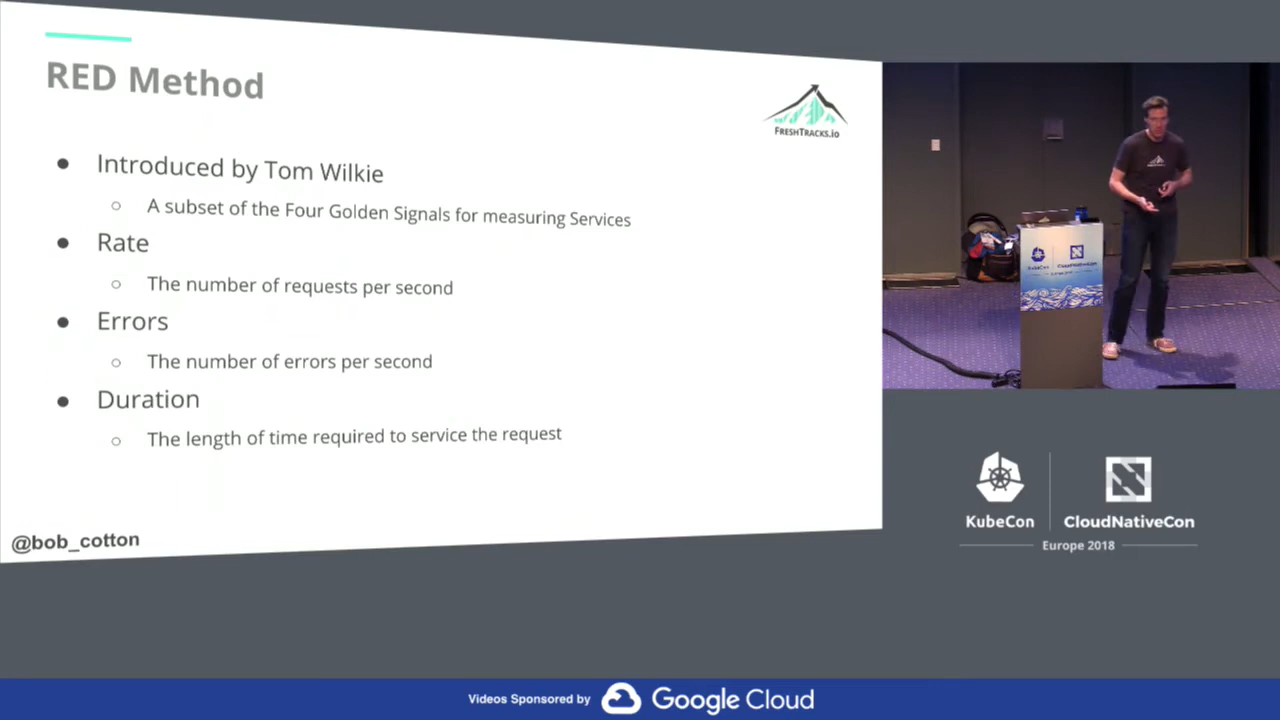 RED Method
FreshTracks.io
● Introduced by Tom Wilkie
○ A subset of the Four Golden Signals for measuring Services
● Rate
○ The number of requests per second
● Errors
○ The number of errors per second
● Duration
○ The length of time required to service the request
@bob_cotton
KubeCon
CloudNativeCon
KubeCon
CloudNativeCon
Europe 2018
Videos Sponsored by Google Cloud